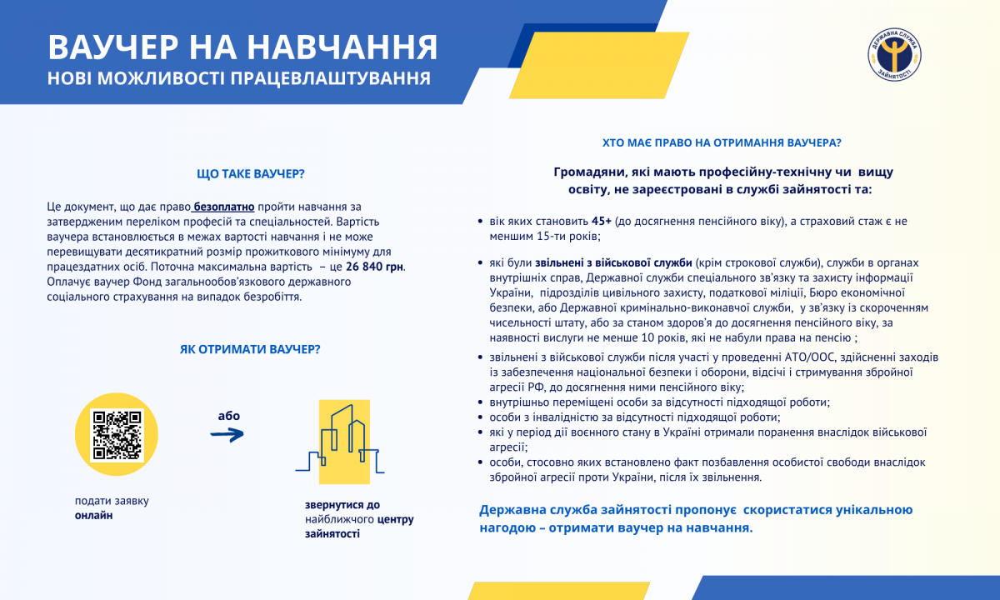 ВАУЧЕР НА НАВЧАННЯ
НОВІ МОЖЛИВОСТІ ПРАЦЕВЛАШТУВАННЯ
ДЕРЖАВНА СЛУЖБА
ЗАЙНЯТОСТІ
ЩО ТАКЕ ВАУЧЕР?
Це документ, що дає право безоплатно пройти навчання за
затвердженим переліком професій та спеціальностей. Вартість
ваучера встановлюється в межах вартості навчання і не може
перевищувати десятикратний розмір прожиткового мінімуму для
працездатних осіб. Поточна максимальна вартість – це 26 840 грн.
Оплачує ваучер Фонд загальнообов’язкового державного
соціального страхування на випадок безробіття.
ЯК ОТРИМАТИ ВАУЧЕР?
або
подати заявку
онлайн
звернутися до
найближчого центру
зайнятості
ХТО МАЄ ПРАВО НА ОТРИМАННЯ ВАУЧЕРА?
Громадяни, які мають професійну-технічну чи вищу
освіту, не зареєстровані в службі зайнятості та:
• вік яких становить 45+ (до досягнення пенсійного віку), а страховий стаж є не
меншим 15-ти років;
• які були звільнені з військової служби (крім строкової служби), служби в органах
внутрішніх справ, Державної служби спеціального зв’язку та захисту інформації
України, підрозділів цивільного захисту, податкової міліції, Бюро економічної
безпеки, або Державної кримінально-виконавчої служби, у зв’язку із скороченням
чисельності штату, або за станом здоров’я до досягнення пенсійного віку, за
наявності вислуги не менше 10 років, які не набули права на пенсію ;
• звільнені з військової служби після участі у проведенні АТО/ООС, здійсненні заходів
із забезпечення національної безпеки і оборони, відсічі і стримування збройної
агресії РФ, до досягнення ними пенсійного віку;
• внутрішньо переміщені особи за відсутності підходящої роботи;
• особи з інвалідністю за відсутності підходящої роботи;
• які у період дії воєнного стану в Україні отримали поранення внаслідок військової
агресії;
• особи, стосовно яких встановлено факт позбавлення особистої свободи внаслідок
збройної агресії проти України, після їх звільнення.
Державна служба зайнятості пропонує скористатися унікальною
нагодою – отримати ваучер на навчання.